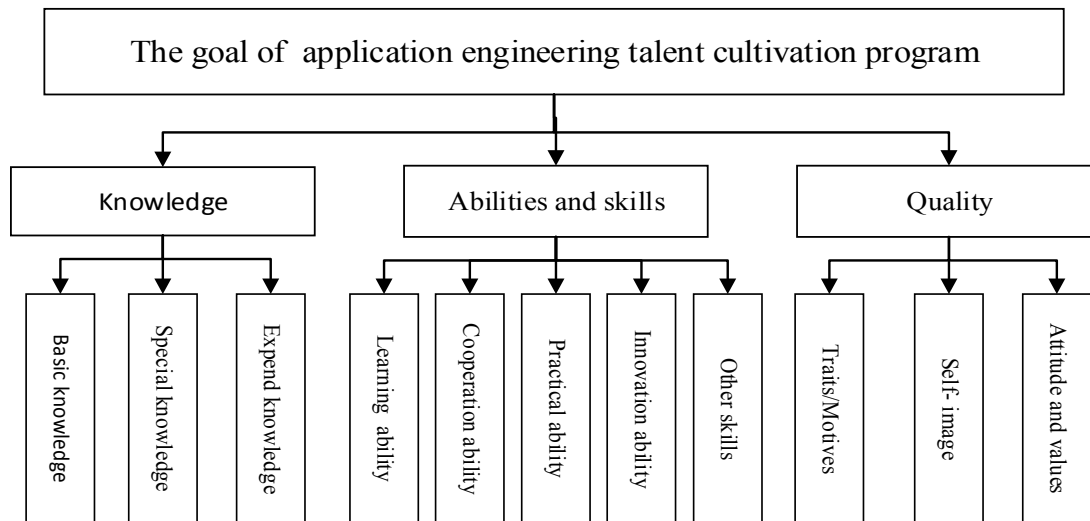 The goal of application engineering talent cultivation program
Knowledge
Abilities and skills
Quality
Basic knowledge
Special knowledge
Expend knowledge
Learning ability
Cooperation ability
Practical ability
Innovation ability
Other skills
Traits/Motives
Self- image
Attitude and values